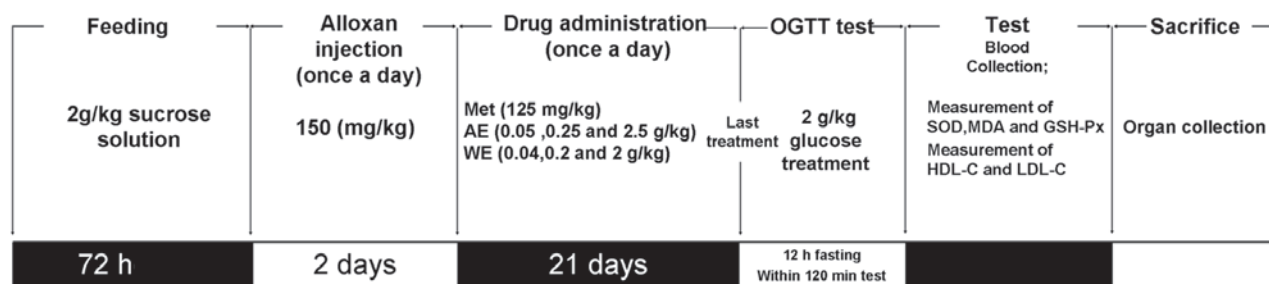 Feeding
2g/kg sucrose
solution
72 h
Alloxan
injection
(once a day)
150 (mg/kg)
2 days
Drug administration
(once a day)
Met (125 mg/kg)
AE (0.05 ,0.25 and 2.5 g/kg)
WE (0.04,0.2 and 2 g/kg)
21 days
Last
treatment
OGTT test
2 g/kg
glucose
treatment
12 h fasting
Within 120 min test
Test
Blood
Collection;
Measurement of
SOD,MDA and GSH-Px
Measurement of
HDL-C and LDL-C
Sacrifice
Organ collection